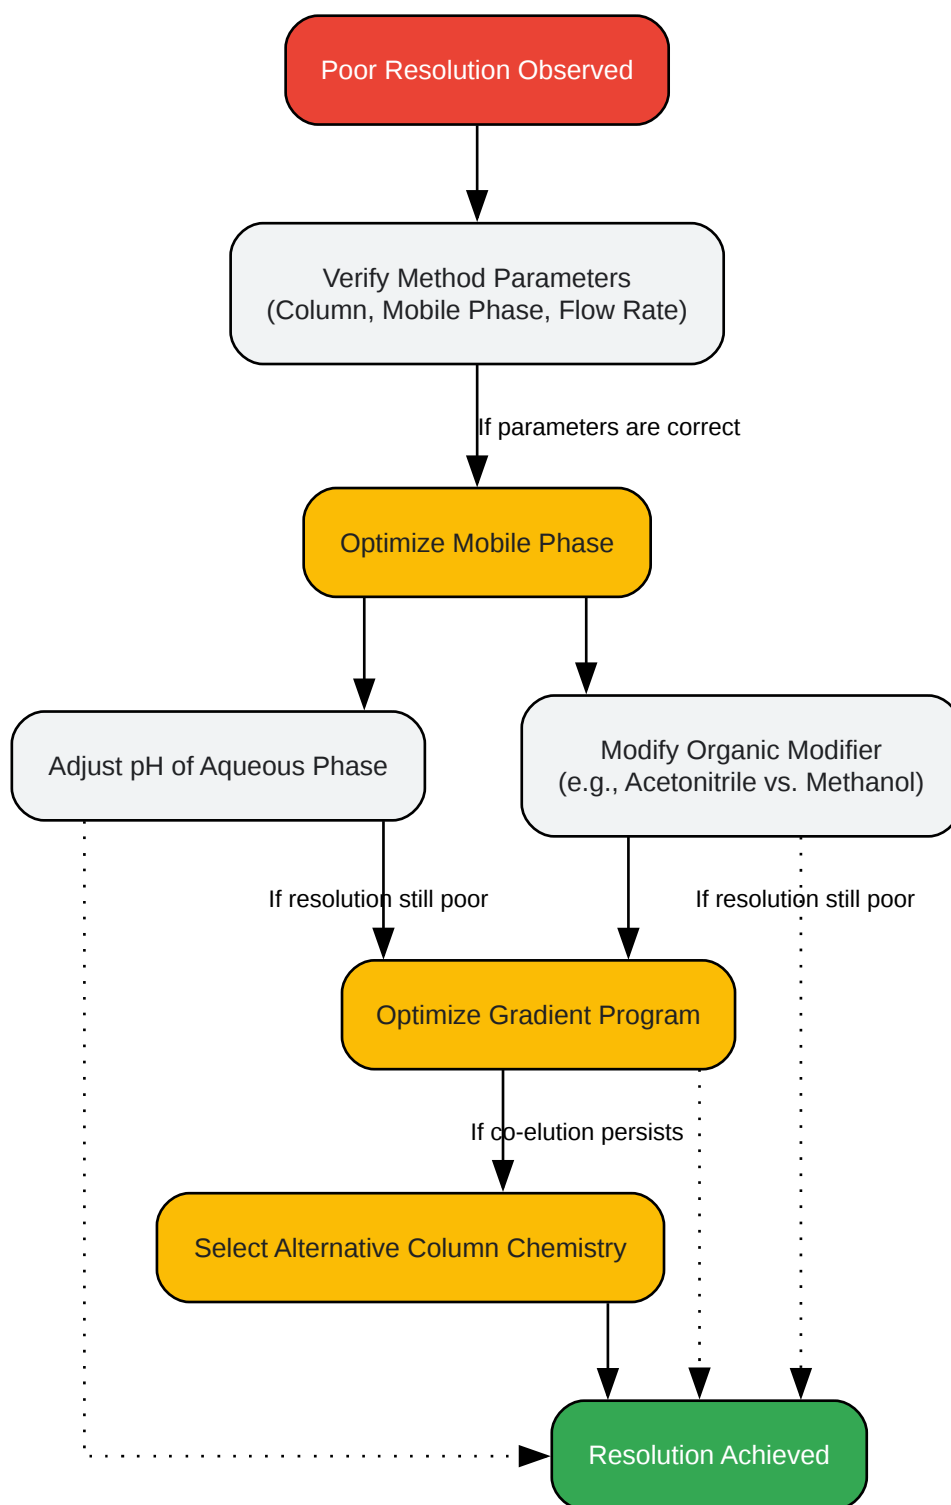 Poor Resolution Observed
Verify Method Parameters
(Column, Mobile Phase, Flow Rate)
If parameters are correct
Optimize Mobile Phase
Adjust pH of Aqueous Phase
Modify Organic Modifier
(e.g., Acetonitrile vs. Methanol)
If resolution still poor
If resolution still poor
Optimize Gradient Program
If co-elution persists
Select Alternative Column Chemistry
Resolution Achieved